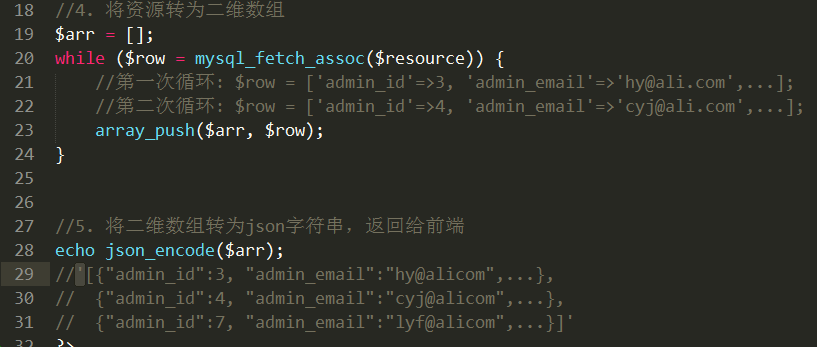 18 //4. 将资源转为二维数组
19 $arr = [];
20 while ($row = mysql_fetch_assoc($resource)) {
21 //第一次循环: $row = ['admin_id'=>3, 'admin_email'=>'hy@ali.com',...];
22 //第二次循环: $row = ['admin_id'=>4, 'admin_email'=>'cyj@ali.com',...];
23 array_push($arr, $row);
24 }
25
26
27 //5. 将二维数组转为json字符串，返回给前端
28 echo json_encode($arr);
29 //'[{"admin_id":3, "admin_email":"hy@alicom",...},
30 // {"admin_id":4, "admin_email":"cyj@alicom",...},
31 // {"admin_id":7, "admin_email":"lyf@alicom",...}]'
32 ?>